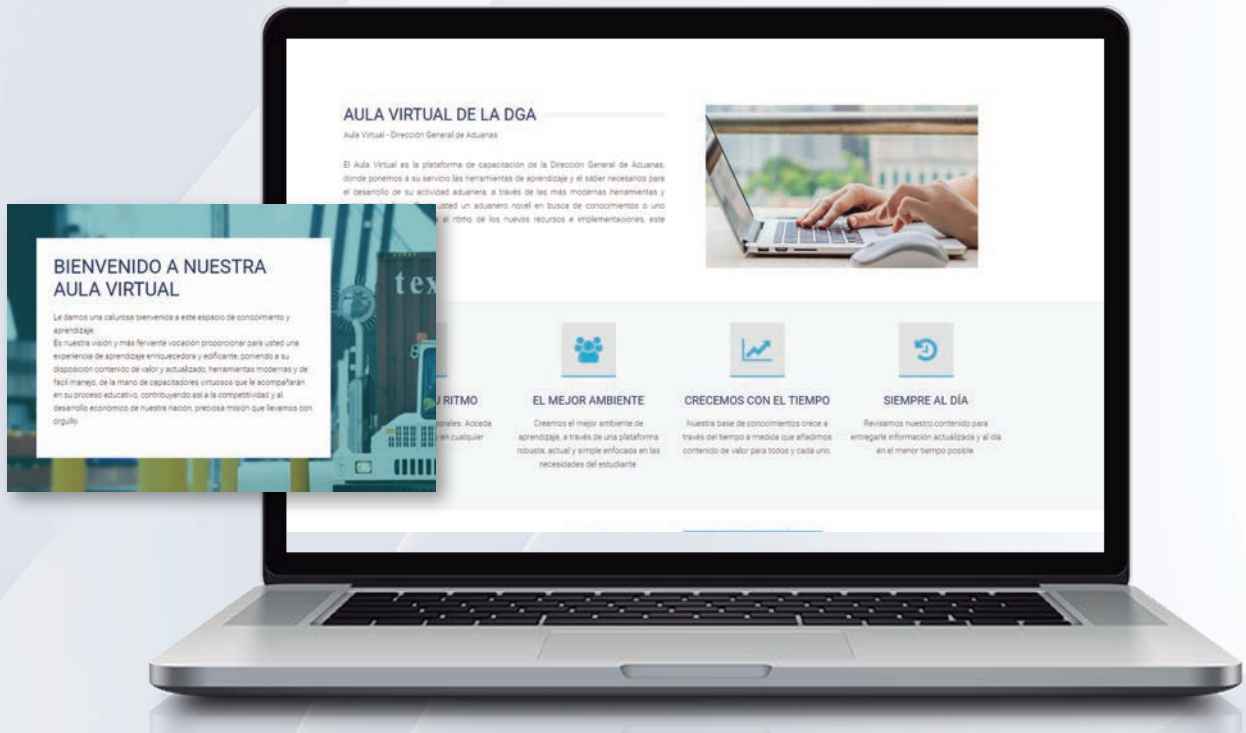 AULA VIRTUAL DE LA DGA
Aula Virtual - Dirección General de Aduanas
El Aula Virtual es la plataforma de capacitación de la Dirección General de Aduanas,
donde ponemos a su servicio las herramientas de aprendizaje y el saber necesarios para
el desarrollo de su actividad aduanera, a través de las más modernas herramientas y
usted un aduanero novel en busca de conocimientos o uno
al ritmo de los nuevos recursos e implementaciones, este
BIENVENIDO A NUESTRA
AULA VIRTUAL
Le damos una calurosa bienvenida a este espacio de conocimiento y
aprendizaje.
Es nuestra visión y más ferviente vocación proporcionar para usted una
experiencia de aprendizaje enriquecedora y edificante, poniendo a su
disposición contenido de valor y actualizado, herramientas modernas y de
fácil manejo, de la mano de capacitadores virtuosos que le acompañarán
en su proceso educativo, contribuyendo así a la competitividad y al
desarrollo económico de nuestra nación, preciosa misión que llevamos con
orgullo.
tex
RITMO
orales. Acceda
en cualquier
EL MEJOR AMBIENTE
Creamos el mejor ambiente de
aprendizaje, a través de una plataforma
robusta, actual y simple enfocada en las
necesidades del estudiante
CRECEMOS CON EL TIEMPO
Nuestra base de conocimientos crece a
través del tiempo a medida que añadimos
contenido de valor para todos y cada uno.
SIEMPRE AL DÍA
Revisamos nuestro contenido para
entregarle información actualizada y al día
en el menor tiempo posible.